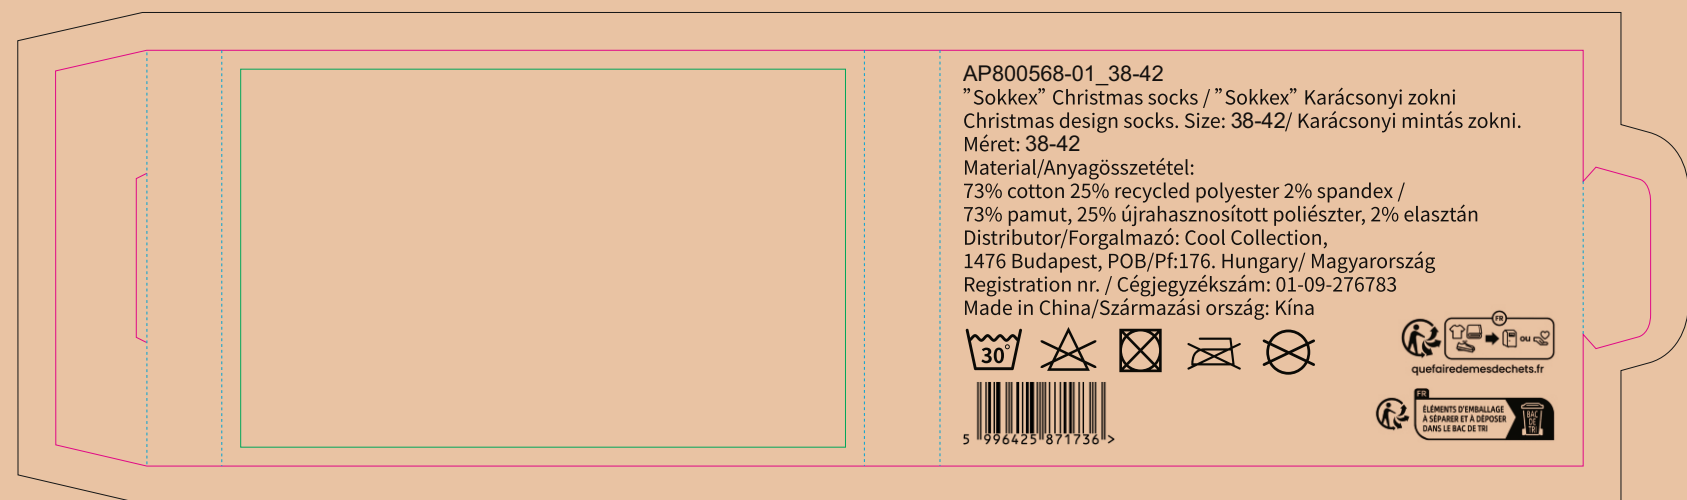 AP800568-01_38-42
”Sokkex” Christmas socks / ”Sokkex” Karácsonyi zokni
Christmas design socks. Size: 38-42/ Karácsonyi mintás zokni.
Méret: 38-42
Material/Anyagösszetétel:
73% cotton 25% recycled polyester 2% spandex /
73% pamut, 25% újrahasznosított poliészter, 2% elasztán
Distributor/Forgalmazó: Cool Collection,
1476 Budapest, POB/Pf:176. Hungary/ Magyarország
Registration nr. / Cégjegyzékszám: 01-09-276783
Made in China/Származási ország: Kína
30°
FR
ou
quefairedemesdechets.fr
5 996425 871736 >
FR
ÉLÉMENTS D'EMBALLAGE
À SÉPARER ET À DÉPOSER
DANS LE BAC DE TRI
BAC
DE
TRI